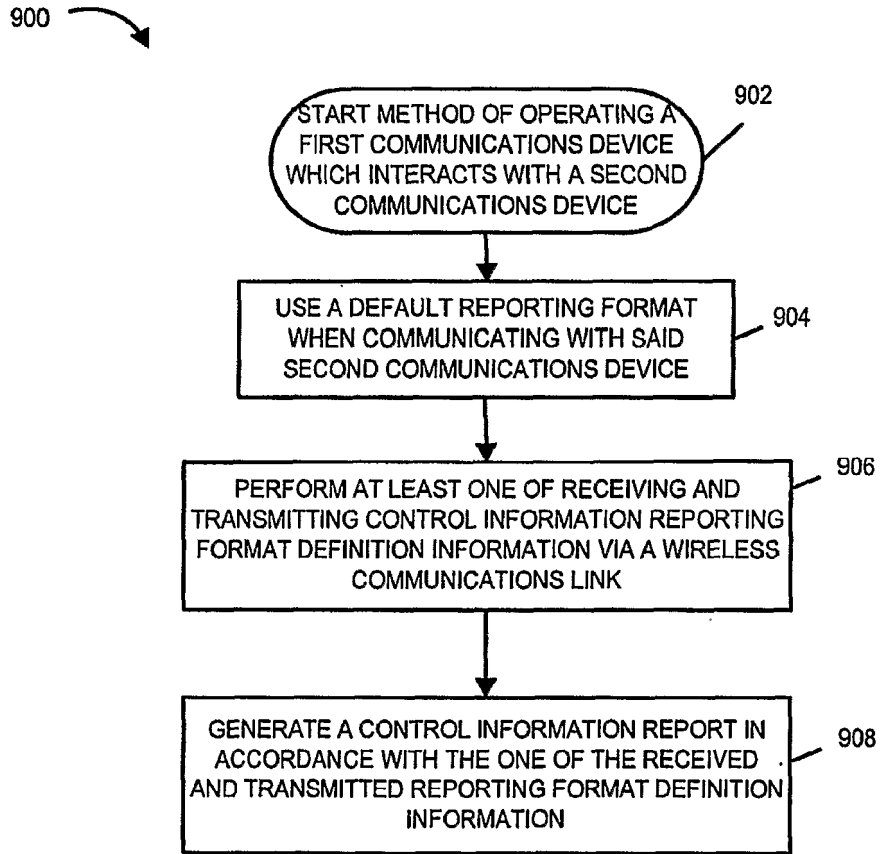 900
902
START METHOD OF OPERATING A
FIRST COMMUNICATIONS DEVICE
WHICH INTERACTS WITH A SECOND
COMMUNICATIONS DEVICE
904
USE A DEFAULT REPORTING FORMAT
WHEN COMMUNICATING WITH SAID
SECOND COMMUNICATIONS DEVICE
906
PERFORM AT LEAST ONE OF RECEIVING AND
TRANSMITTING CONTROL INFORMATION REPORTING
FORMAT DEFINITION INFORMATION VIA A WIRELESS
COMMUNICATIONS LINK
908
GENERATE A CONTROL INFORMATION REPORT IN
ACCORDANCE WITH THE ONE OF THE RECEIVED
AND TRANSMITTED REPORTING FORMAT DEFINITION
INFORMATION